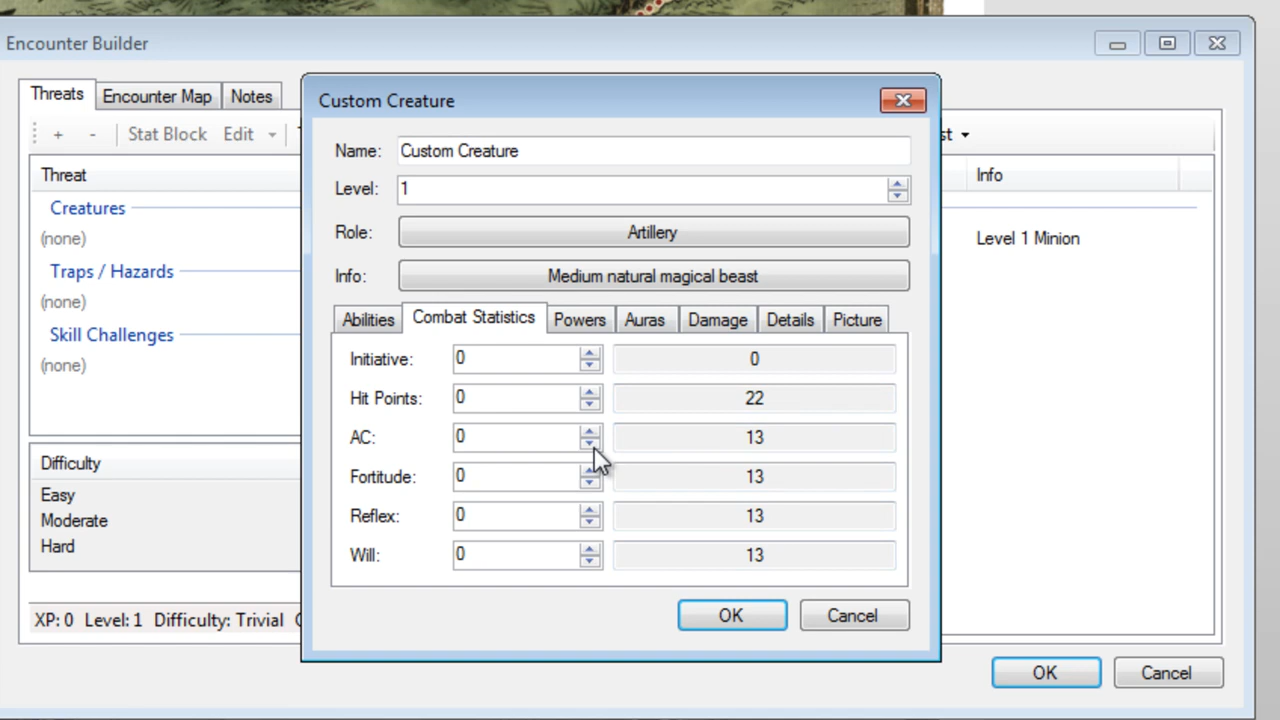 Encounter Builder
Threats Encounter Map Notes
Custom Creature
+ - Stat Block Edit
Name: Custom Creature
Threat
Info
Level: 1
Creatures
(none)
Role: Artillery
Level 1 Minion
Traps / Hazards
Info: Medium natural magical beast
(none)
Abilities Combat Statistics Powers Auras Damage Details Picture
Skill Challenges
(none)
Initiative: 0 0
Hit Points: 0 22
AC: 0 13
Difficulty
Fortitude: 0 13
Easy
Reflex: 0 13
Moderate
Hard
Will: 0 13
XP: 0 Level: 1 Difficulty: Trivial
OK Cancel
OK Cancel